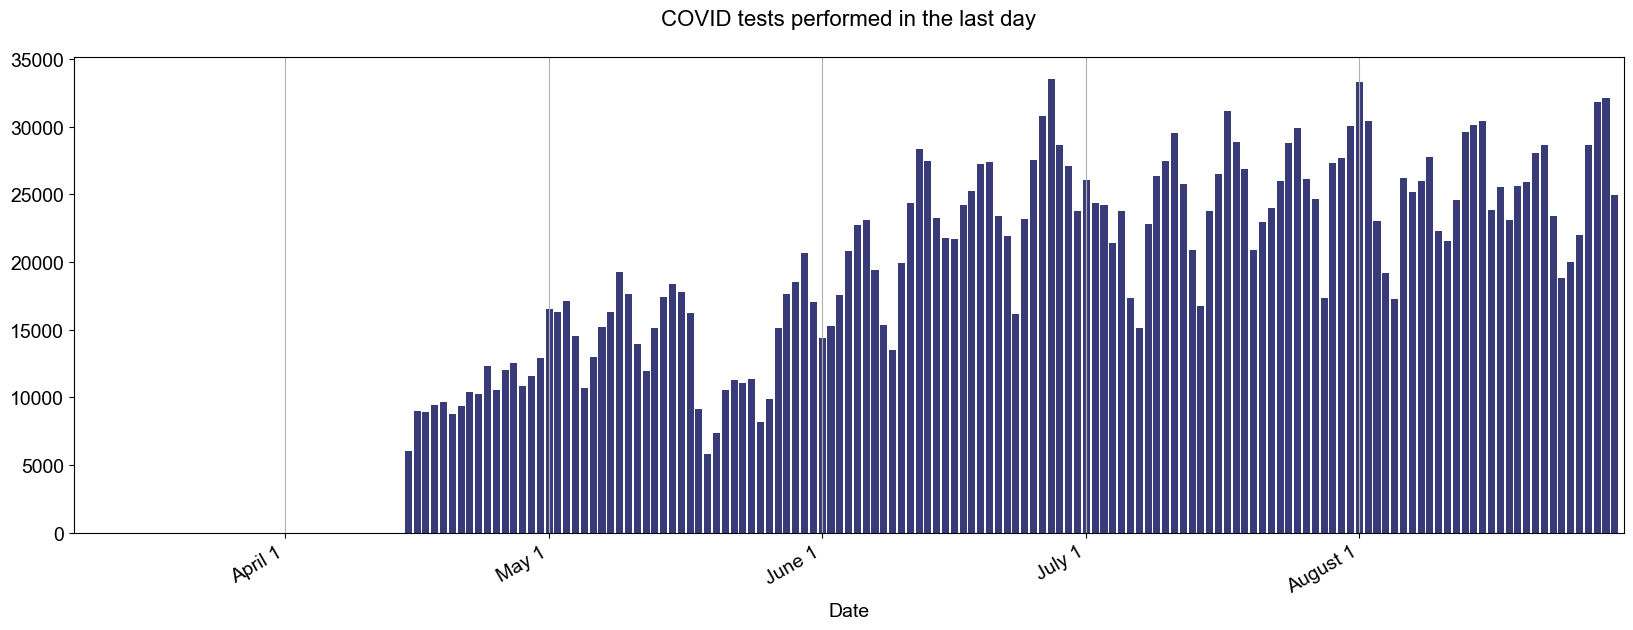 COVID tests performed in the last day
35000
30000
25000
20000
15000
10000
5000
0
April 1
May 1
June 1
July 1
August 1
Date